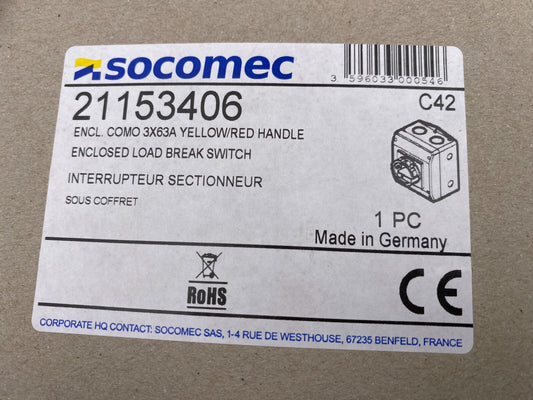 socomec
3 596033 000546
21153406
C42
ENCL. COMO 3X63A YELLOW/RED HANDLE
ENCLOSED LOAD BREAK SWITCH
INTERRUPTEUR SECTIONNEUR
SOUS COFFRET
1 PC
Made in Germany
RoHS
CE
CORPORATE HQ CONTACT: SOCOMEC SAS, 1-4 RUE DE WESTHOUSE, 67235 BENFELD, FRANCE